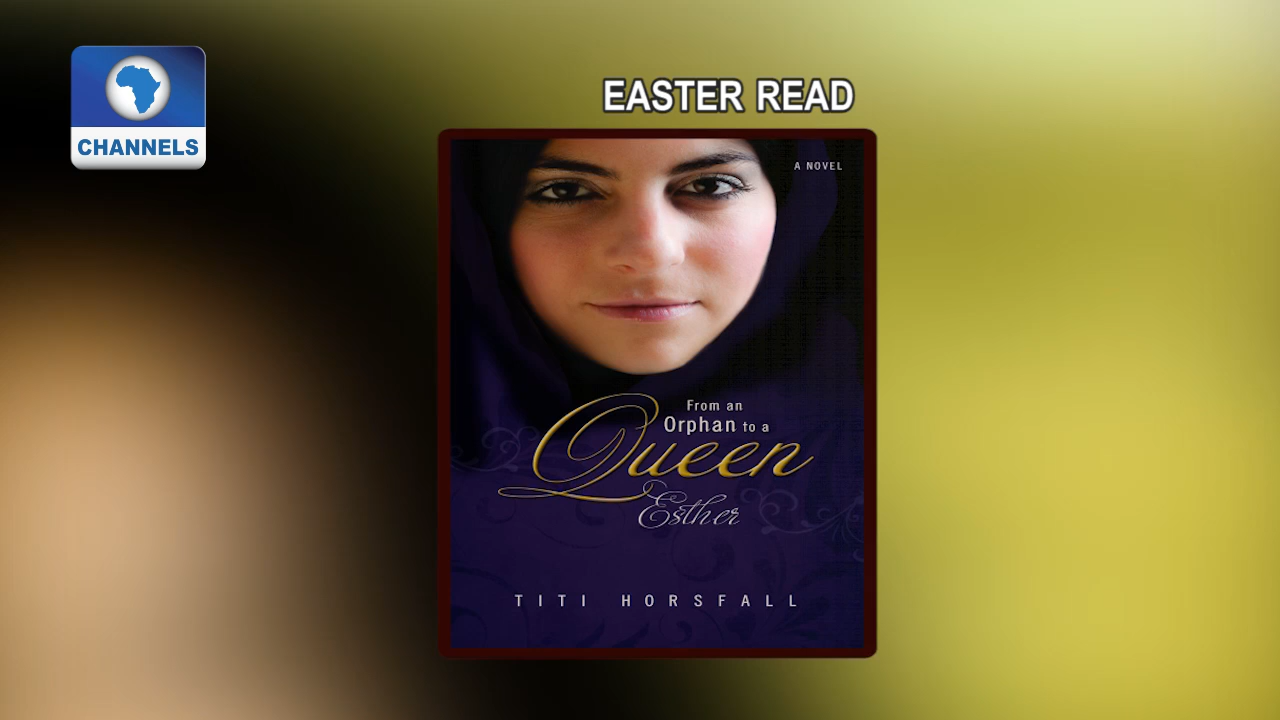 CHANNELS
EASTER READ
A NOVEL
From an
Orphan to a
Queen
Esther
TITI HORSFALL